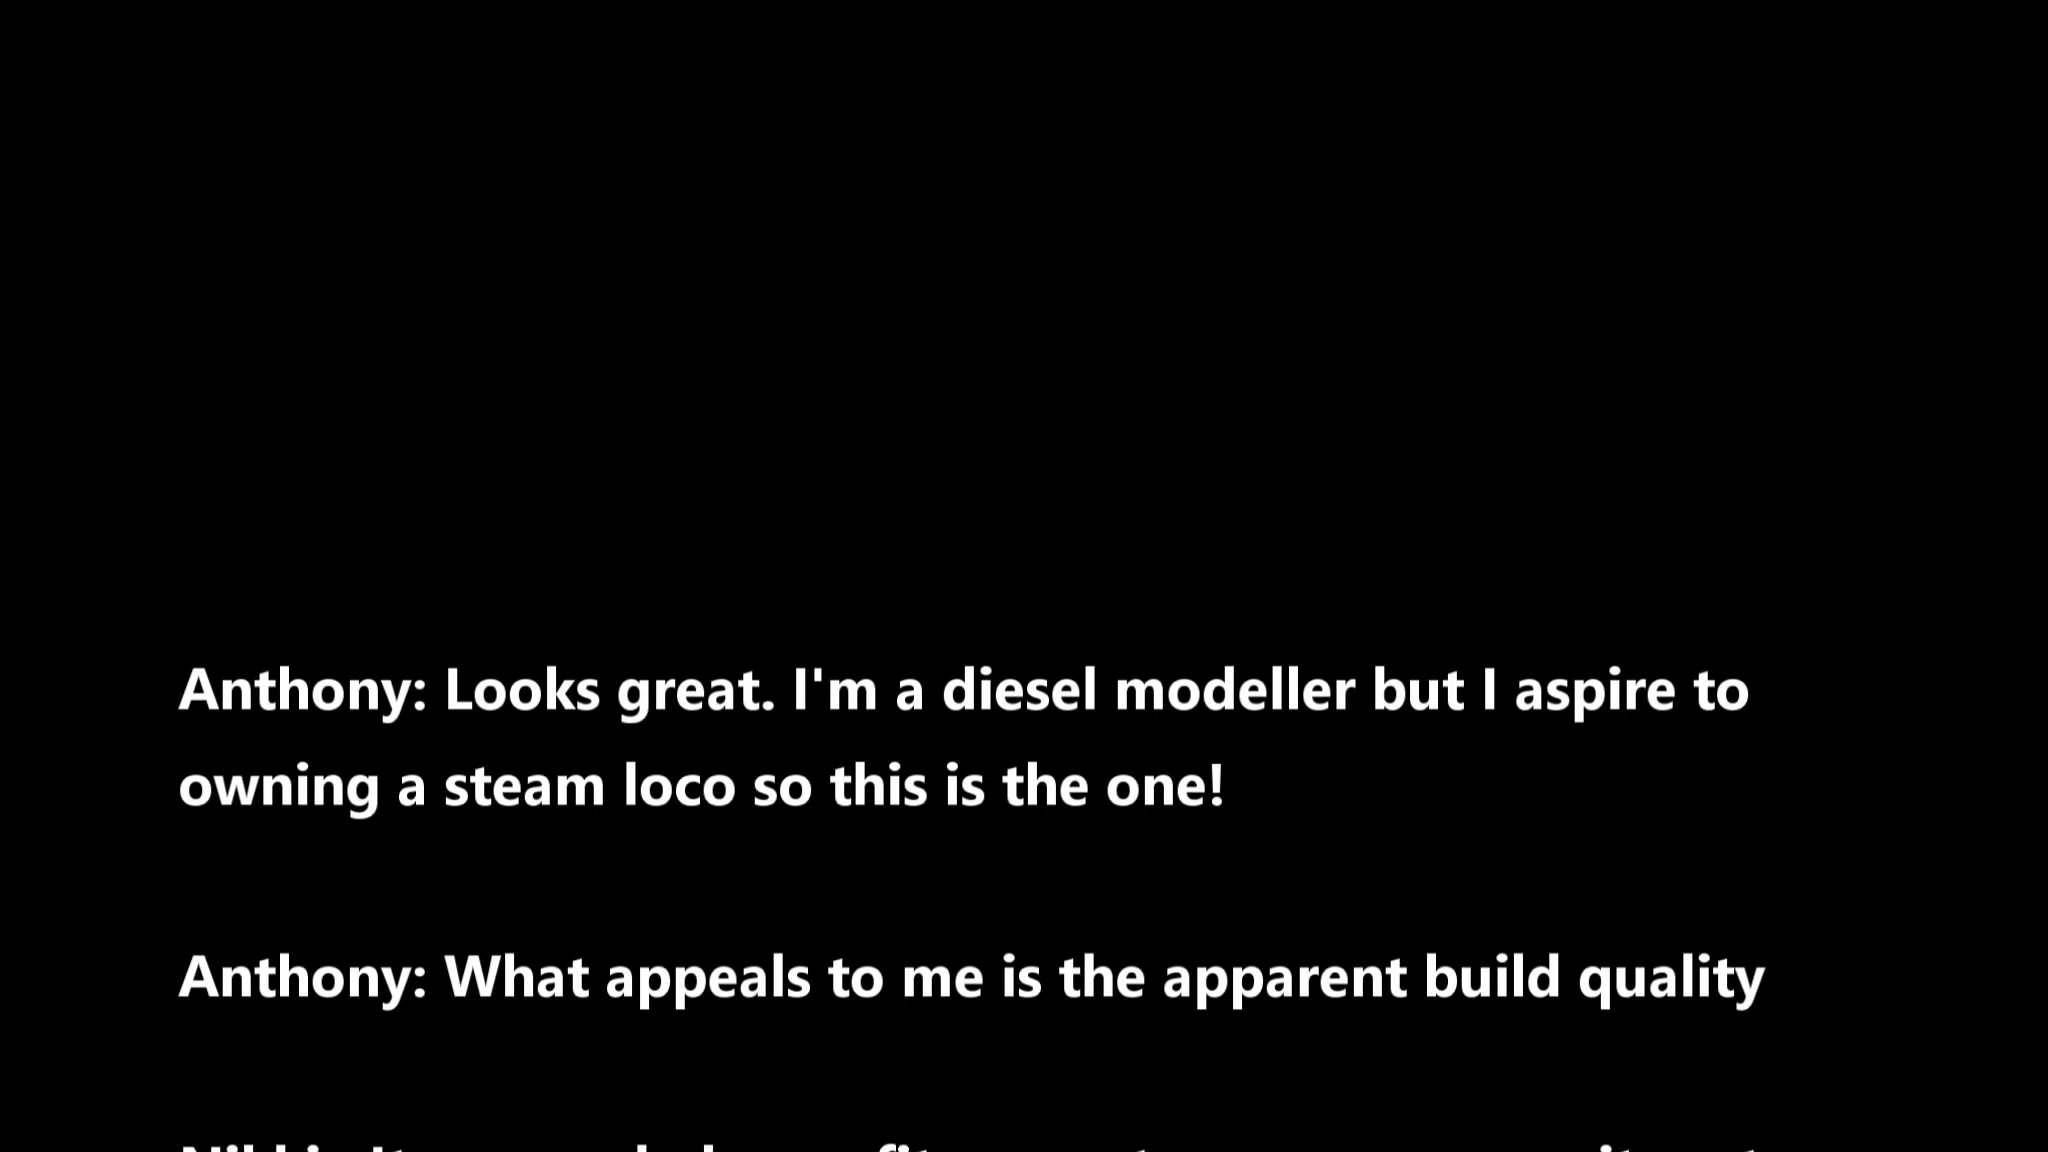 Anthony: Looks great. I'm a diesel modeller but I aspire to
owning a steam loco so this is the one!
Anthony: What appeals to me is the apparent build quality